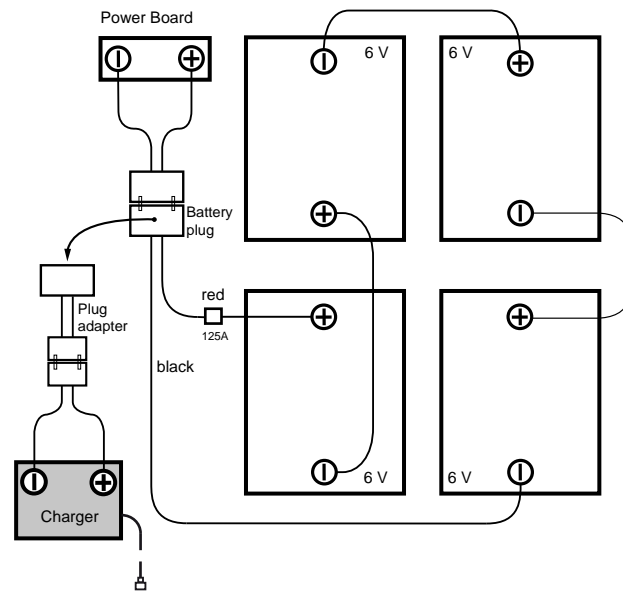 Power Board
6 V
6 V
Battery
plug
Plug
adapter
red
125A
black
6 V
6 V
Charger